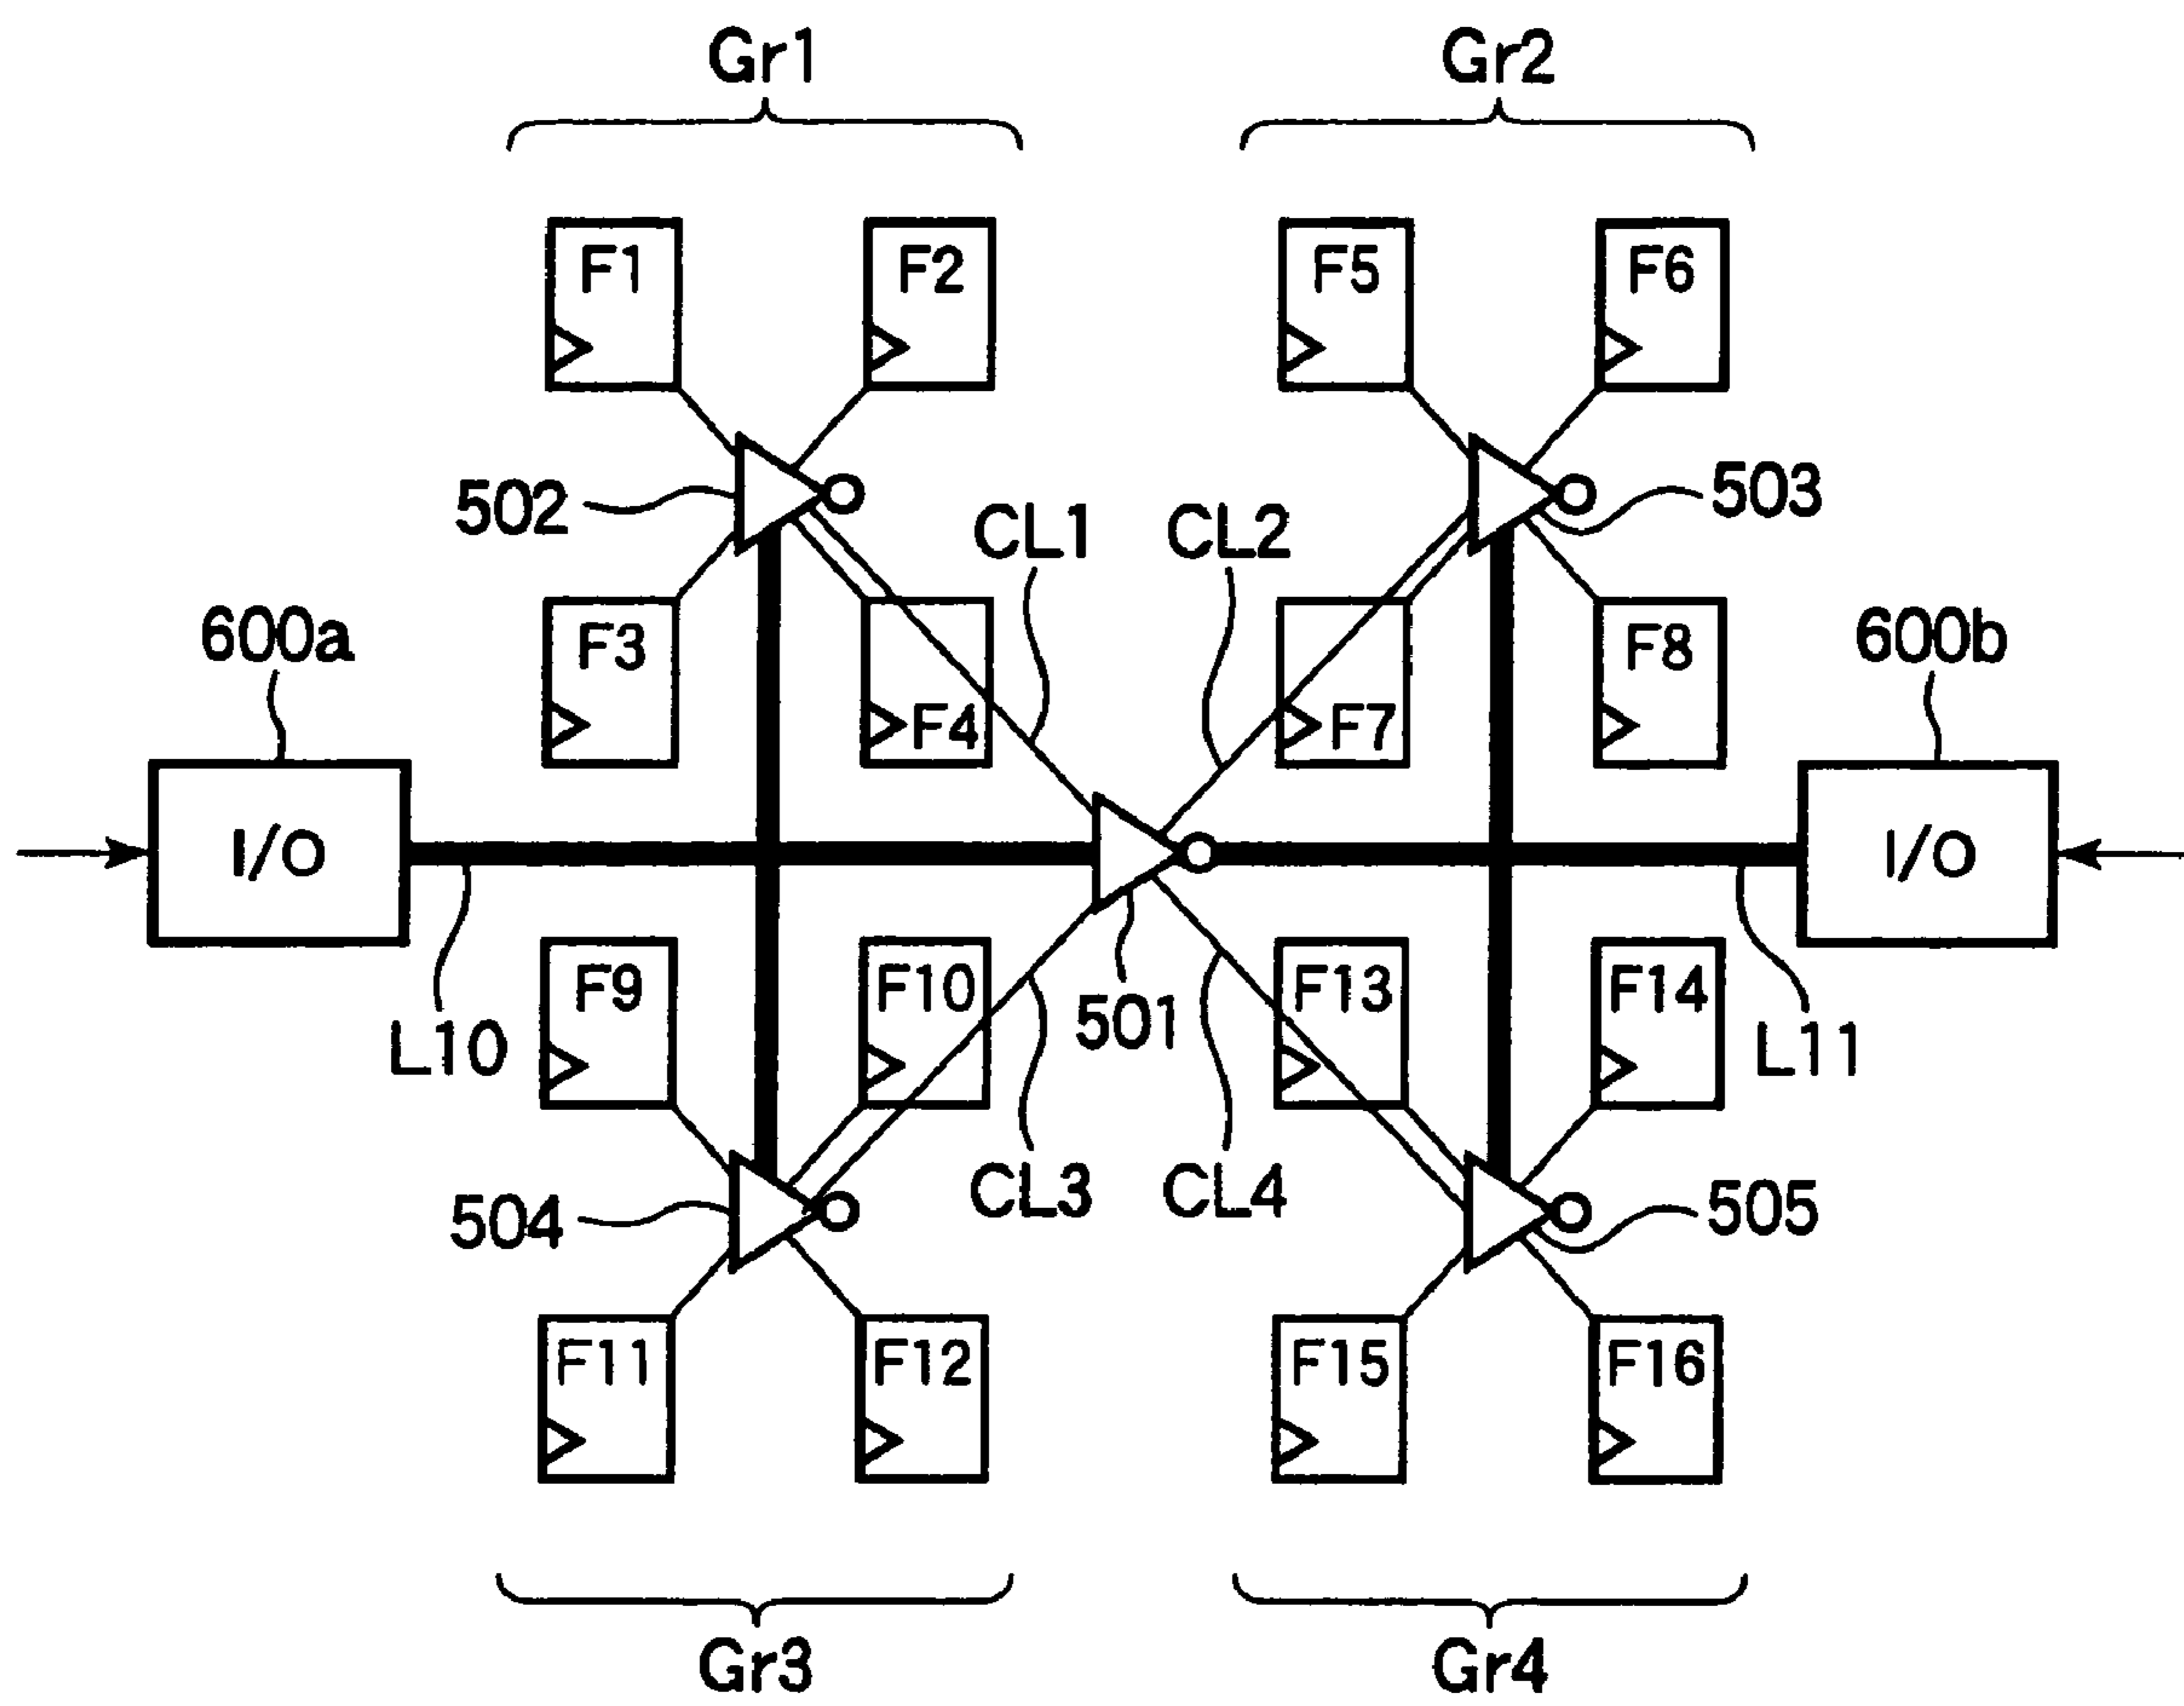 Gr1 Gr2
F1 F2 F5 F6
502 CL1 CL2 503
600a F3 F4 F7 F8 600b
I/O I/O
L10 F9 F10 501 F13 F14 L11
504 CL3 CL4 505
F11 F12 F15 F16
Gr3 Gr4